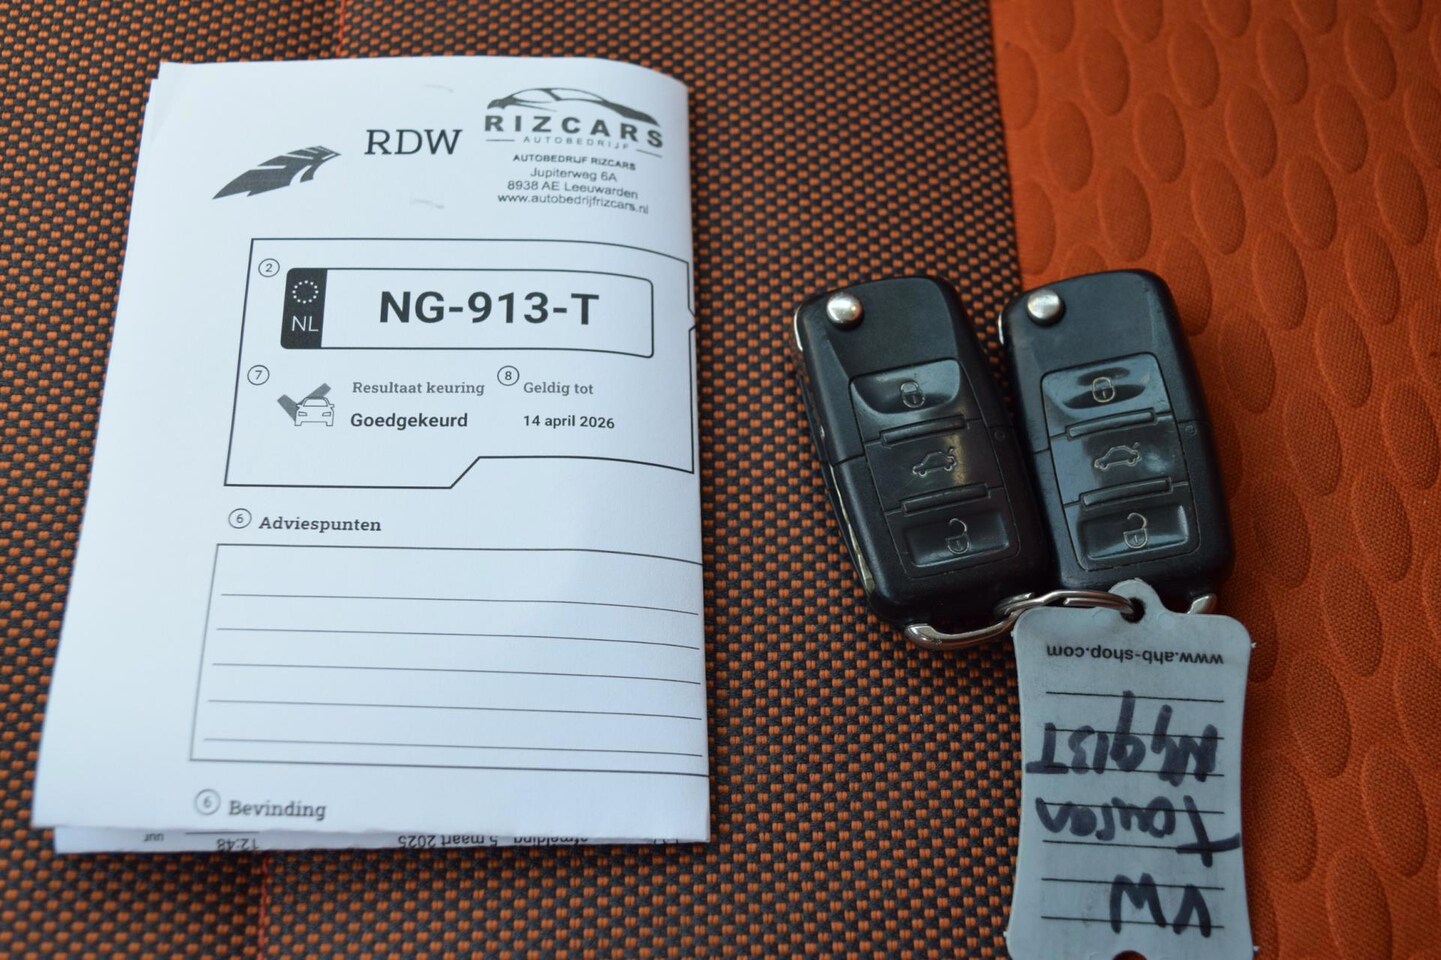 RDW
RIZCARS
AUTOBEDRIJF
AUTOBEDRIJF RIZCARS
Jupiterweg 6A
8938 AE Leeuwarden
www.autobedrijfrizcars.nl
2
NL
NG-913-T
7
Resultaat keuring
Goedgekeurd
8
Geldig tot
14 april 2026
6 Adviespunten
6 Bevinding
afmelding 5 maart 2025
12:48 uur
www.ahb-shop.com
VW
Touran
NG913T